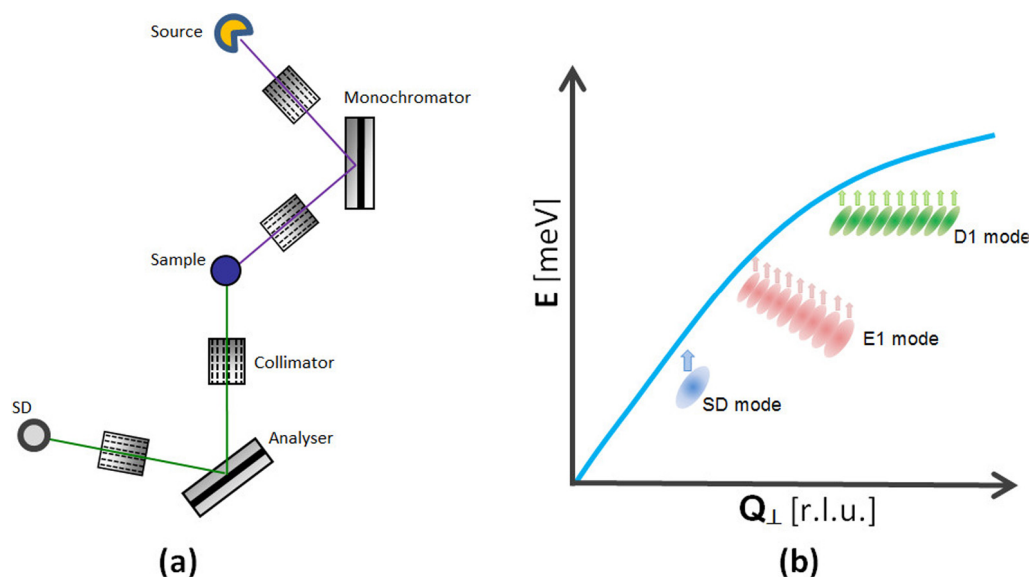 Source
Monochromator
Sample
Collimator
SD
Analyser
(a)
E [meV]
D1 mode
E1 mode
SD mode
Q⊥ [r.l.u.]
(b)